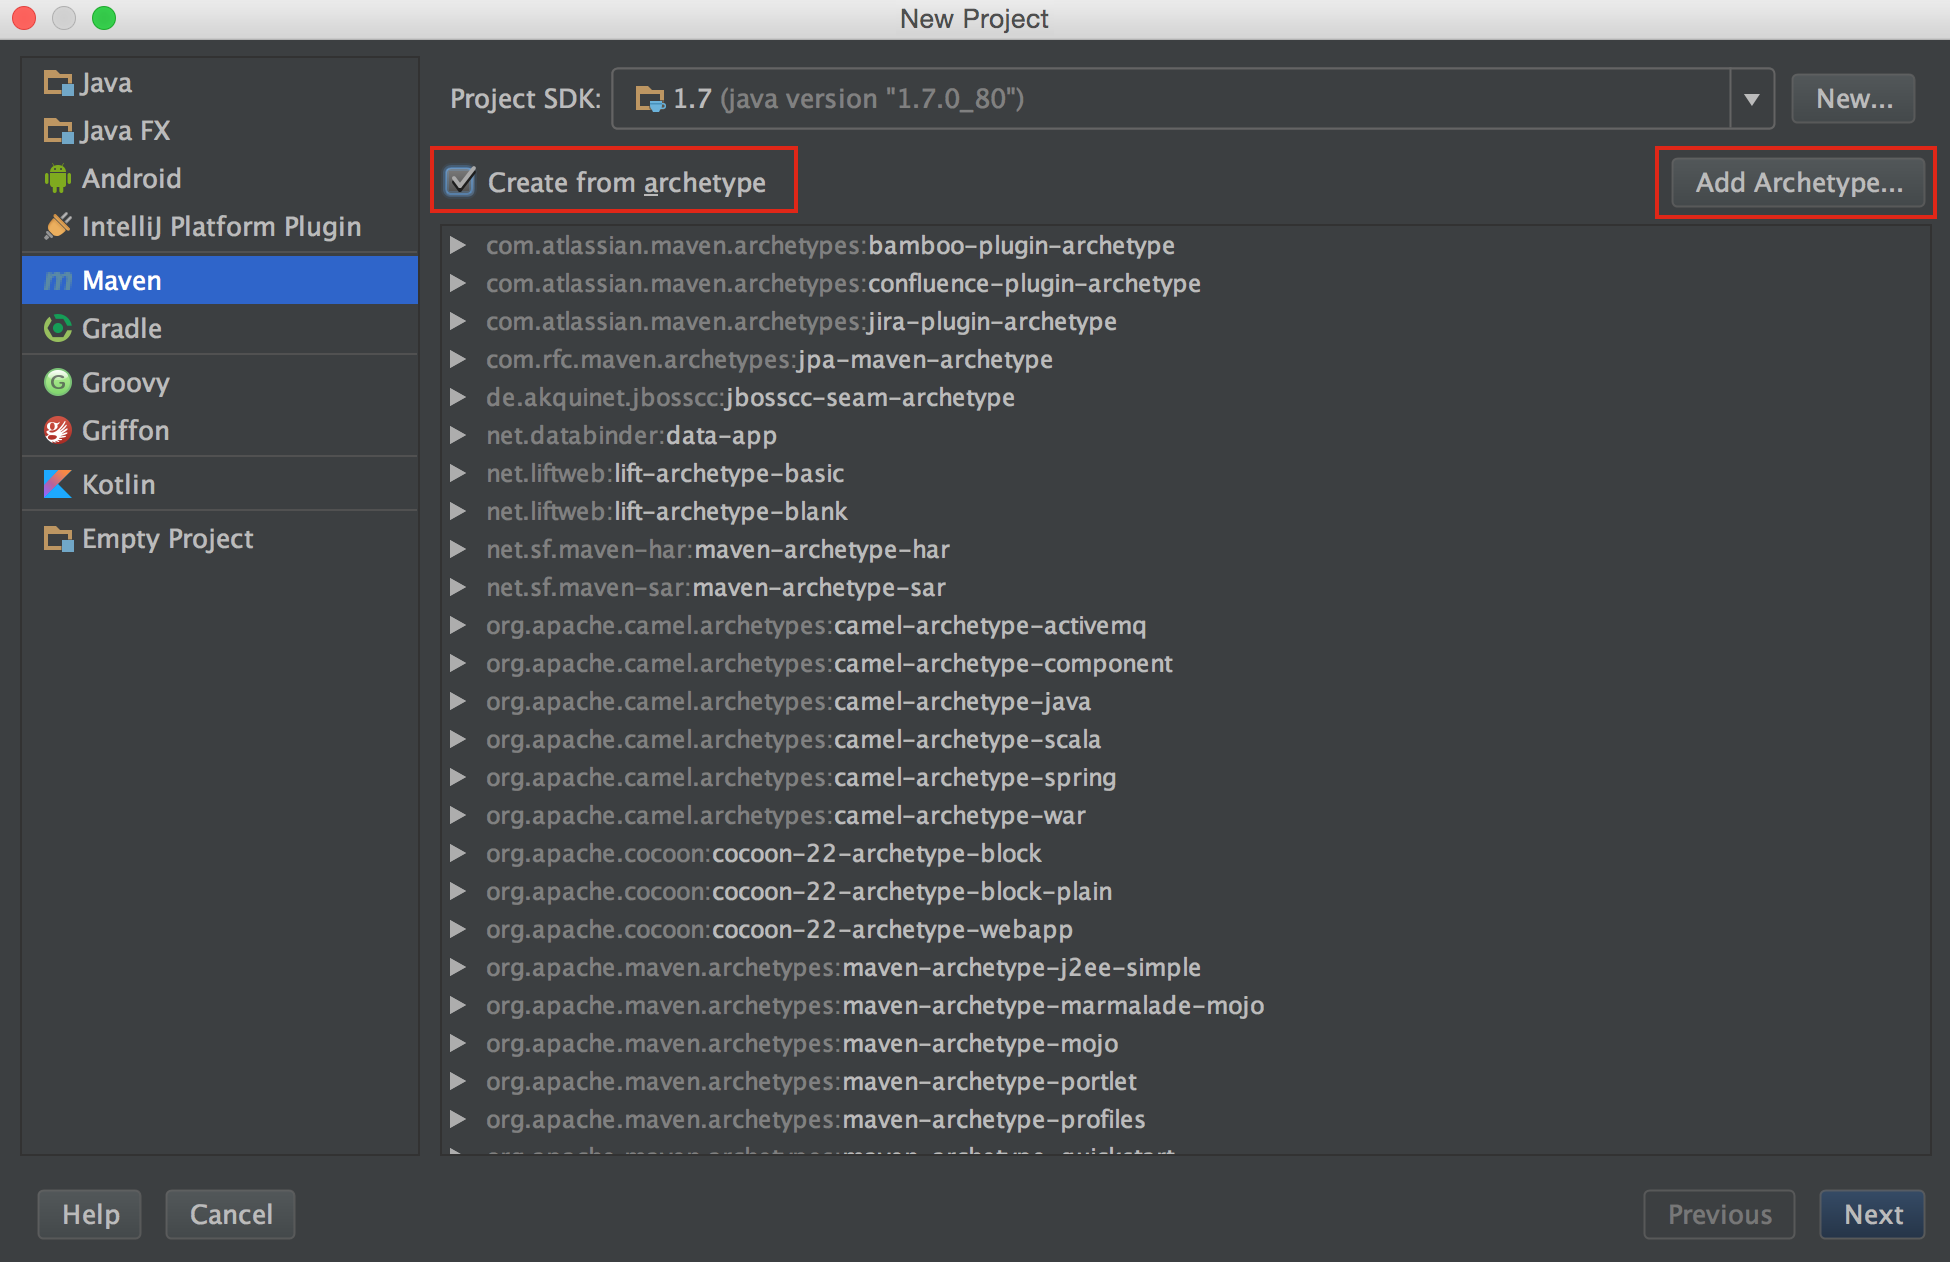 New Project
Java
Java FX
Android
IntelliJ Platform Plugin
Maven
Gradle
Groovy
Griffon
Kotlin
Empty Project
Project SDK: 1.7 (java version "1.7.0_80") New...
Create from archetype Add Archetype...
com.atlassian.maven.archetypes:bamboo-plugin-archetype
com.atlassian.maven.archetypes:confluence-plugin-archetype
com.atlassian.maven.archetypes:jira-plugin-archetype
com.rfc.maven.archetypes:jpa-maven-archetype
de.akquinet.jbosscc:jbosscc-seam-archetype
net.databinder:data-app
net.liftweb:lift-archetype-basic
net.liftweb:lift-archetype-blank
net.sf.maven-har:maven-archetype-har
net.sf.maven-sar:maven-archetype-sar
org.apache.camel.archetypes:camel-archetype-activemq
org.apache.camel.archetypes:camel-archetype-component
org.apache.camel.archetypes:camel-archetype-java
org.apache.camel.archetypes:camel-archetype-scala
org.apache.camel.archetypes:camel-archetype-spring
org.apache.camel.archetypes:camel-archetype-war
org.apache.cocoon:cocoon-22-archetype-block
org.apache.cocoon:cocoon-22-archetype-block-plain
org.apache.cocoon:cocoon-22-archetype-webapp
org.apache.maven.archetypes:maven-archetype-j2ee-simple
org.apache.maven.archetypes:maven-archetype-marmalade-mojo
org.apache.maven.archetypes:maven-archetype-mojo
org.apache.maven.archetypes:maven-archetype-portlet
org.apache.maven.archetypes:maven-archetype-profiles
org.apache.maven.archetypes:maven-archetype-quickstart
Help Cancel Previous Next